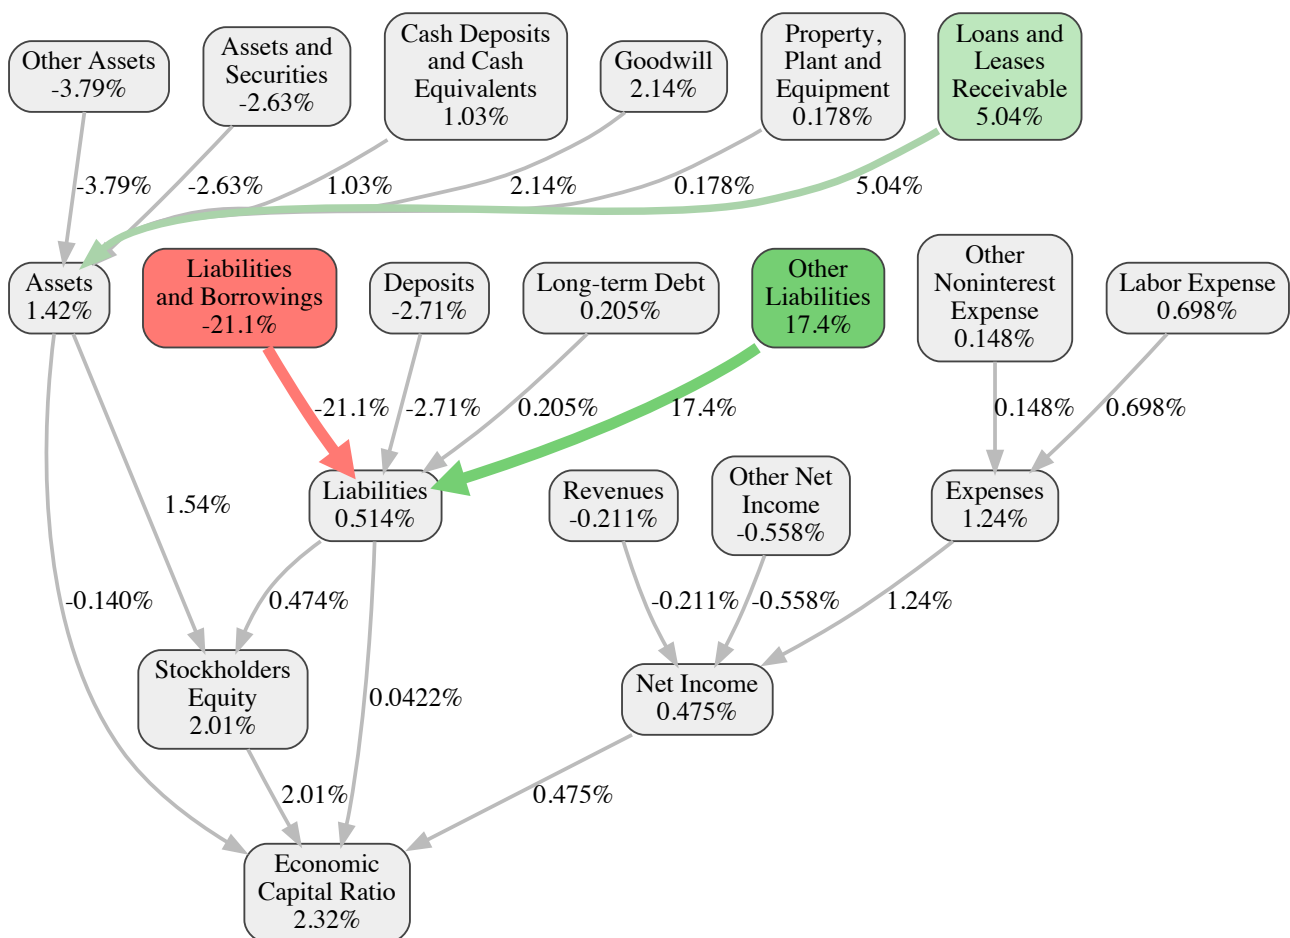 Other Assets
-3.79%
Assets and
Securities
-2.63%
Cash Deposits
and Cash
Equivalents
1.03%
Goodwill
2.14%
Property,
Plant and
Equipment
0.178%
Loans and
Leases
Receivable
5.04%
-3.79%
-2.63%
1.03%
2.14%
0.178%
5.04%
Assets
1.42%
Liabilities
and Borrowings
-21.1%
Deposits
-2.71%
Long-term Debt
0.205%
Other
Liabilities
17.4%
Other
Noninterest
Expense
0.148%
Labor Expense
0.698%
-21.1%
-2.71%
0.205%
17.4%
0.148%
0.698%
1.54%
Liabilities
0.514%
Revenues
-0.211%
Other Net
Income
-0.558%
Expenses
1.24%
-0.140%
0.474%
-0.211%
-0.558%
1.24%
Stockholders
Equity
2.01%
0.0422%
Net Income
0.475%
2.01%
0.475%
Economic
Capital Ratio
2.32%